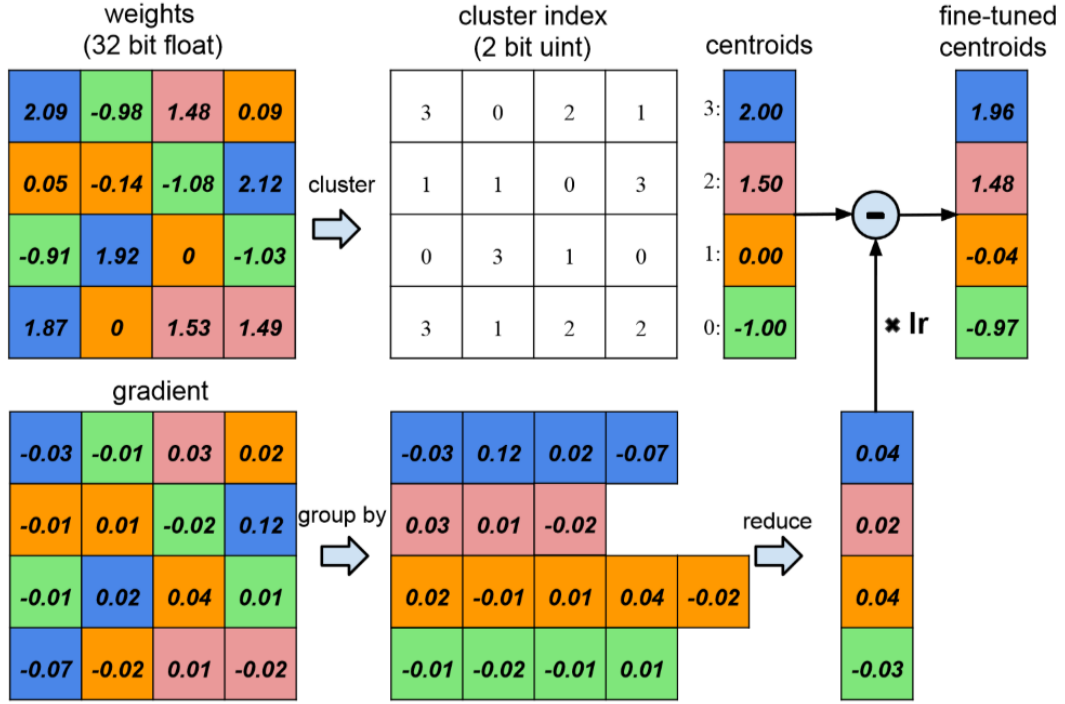 weights
(32 bit float)
cluster index
(2 bit uint)
centroids
fine-tuned
centroids
2.09 -0.98 1.48 0.09
3 0 2 1
3: 2.00
1.96
0.05 -0.14 -1.08 2.12
cluster
1 1 0 3
2: 1.50
1.48
-0.91 1.92 0 -1.03
0 3 1 0
1: 0.00
-0.04
1.87 0 1.53 1.49
3 1 2 2
0: -1.00
-0.97
-
× lr
gradient
-0.03 -0.01 0.03 0.02
-0.03 0.12 0.02 -0.07
0.04
-0.01 0.01 -0.02 0.12
group by
0.03 0.01 -0.02
reduce
0.02
-0.01 0.02 0.04 0.01
0.02 -0.01 0.01 0.04 -0.02
0.04
-0.07 -0.02 0.01 -0.02
-0.01 -0.02 -0.01 0.01
-0.03